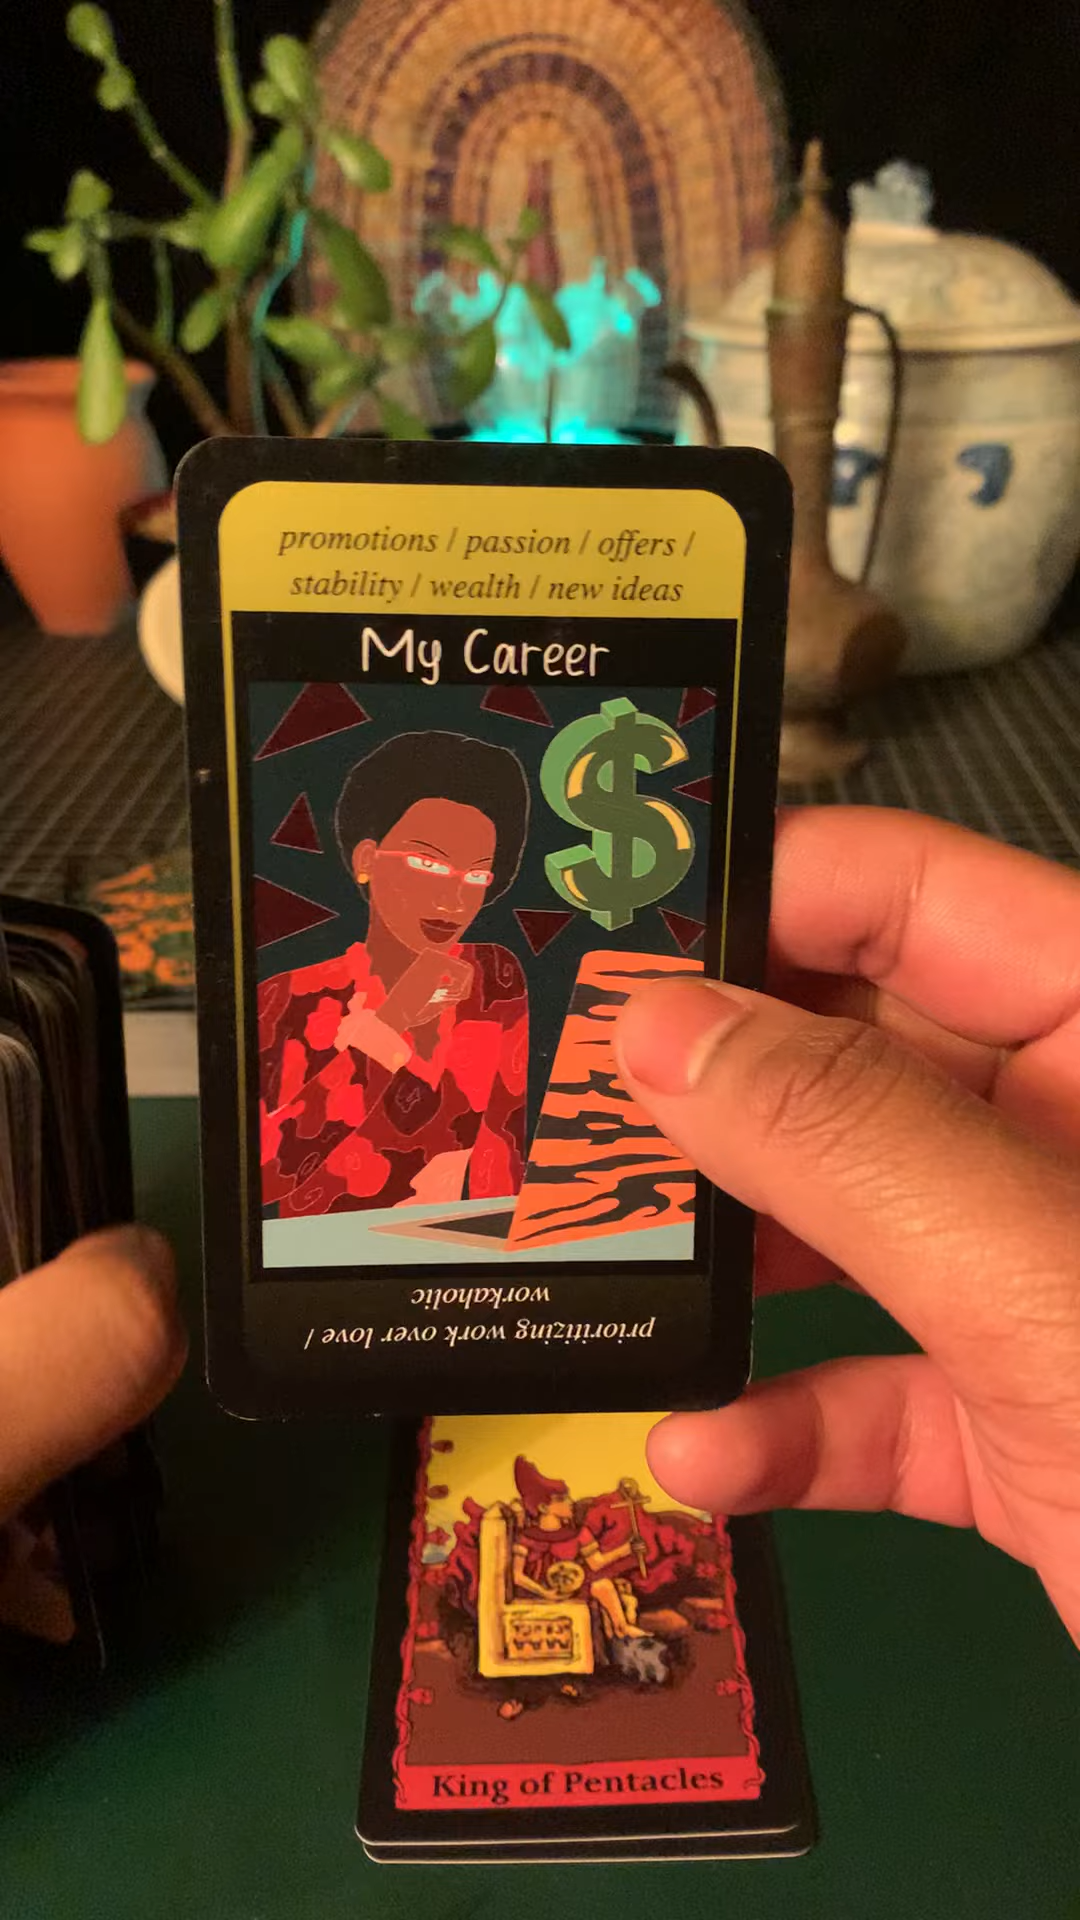 promotions / passion / offers /
stability / wealth / new ideas
My Career
prioritizing work over love /
workaholic
King of Pentacles